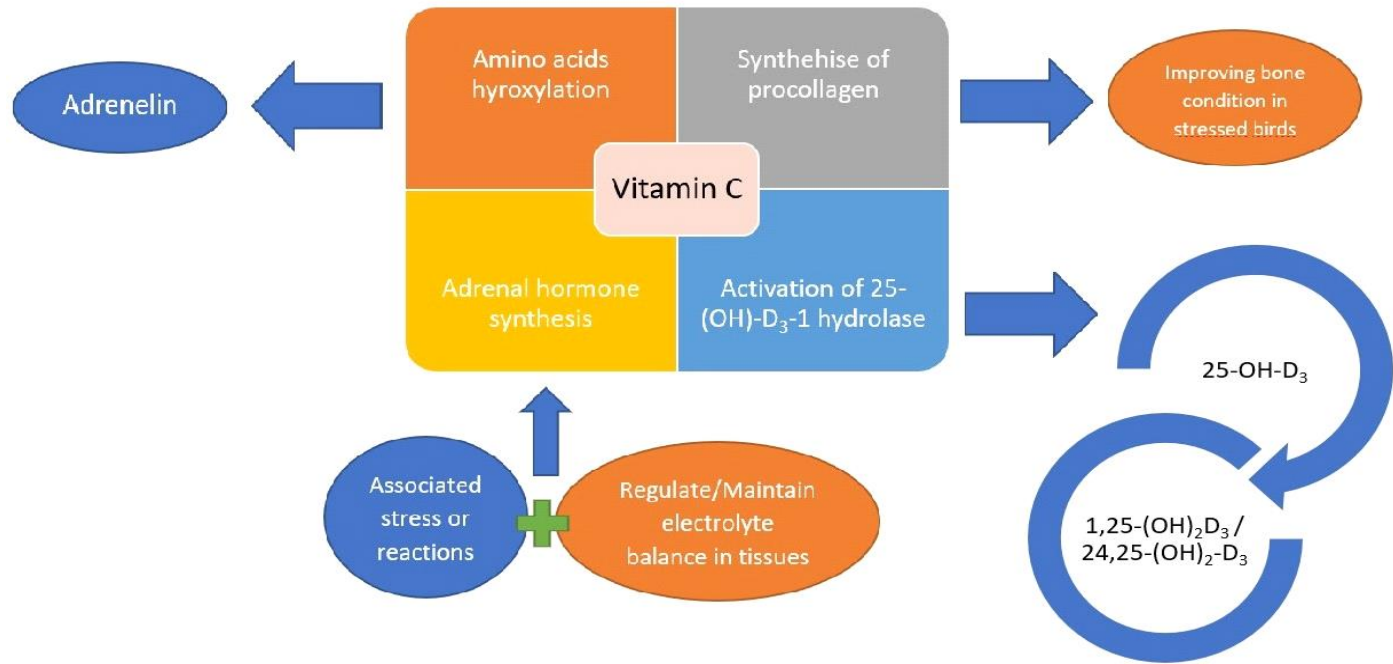 Amino acids
hyroxylation
Synthehise of
procollagen
Improving bone
condition in
stressed birds
Adrenelin
Vitamin C
Adrenal hormone
synthesis
Activation of 25-
(OH)-D₃-1 hydrolase
25-OH-D₃
Associated
stress or
reactions
Regulate/Maintain
electrolyte
balance in tissues
1,25-(OH)₂D₃ /
24,25-(OH)₂-D₃